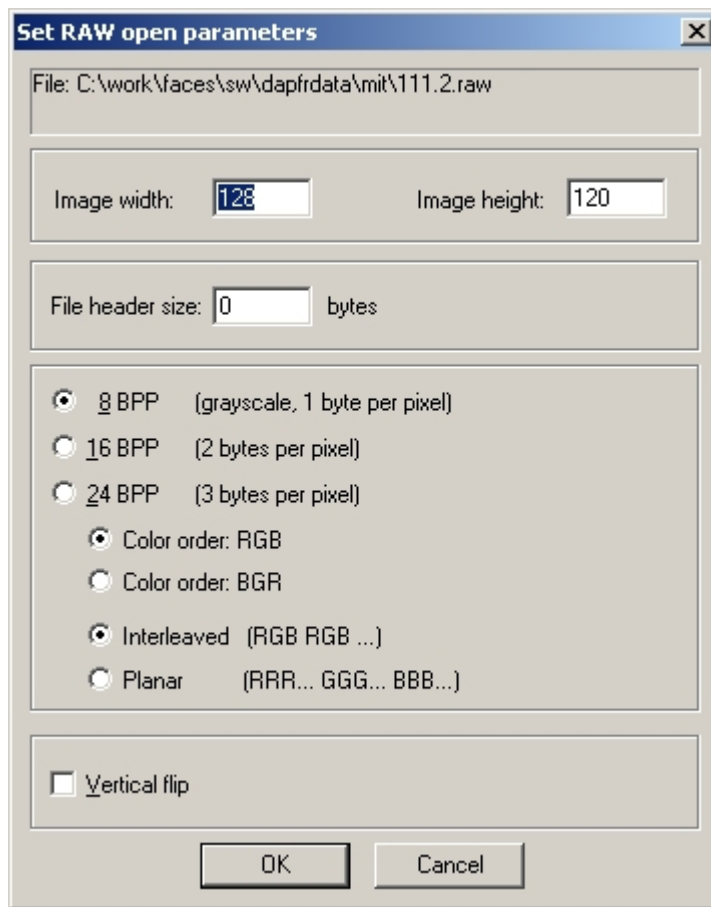 Set RAW open parameters
File: C:\work\faces\sw\dapfrdata\mit\111.2.raw
Image width: 128 Image height: 120
File header size: 0 bytes
8 BPP (grayscale, 1 byte per pixel)
16 BPP (2 bytes per pixel)
24 BPP (3 bytes per pixel)
Color order: RGB
Color order: BGR
Interleaved (RGB RGB ...)
Planar (RRR... GGG... BBB...)
Vertical flip
OK Cancel